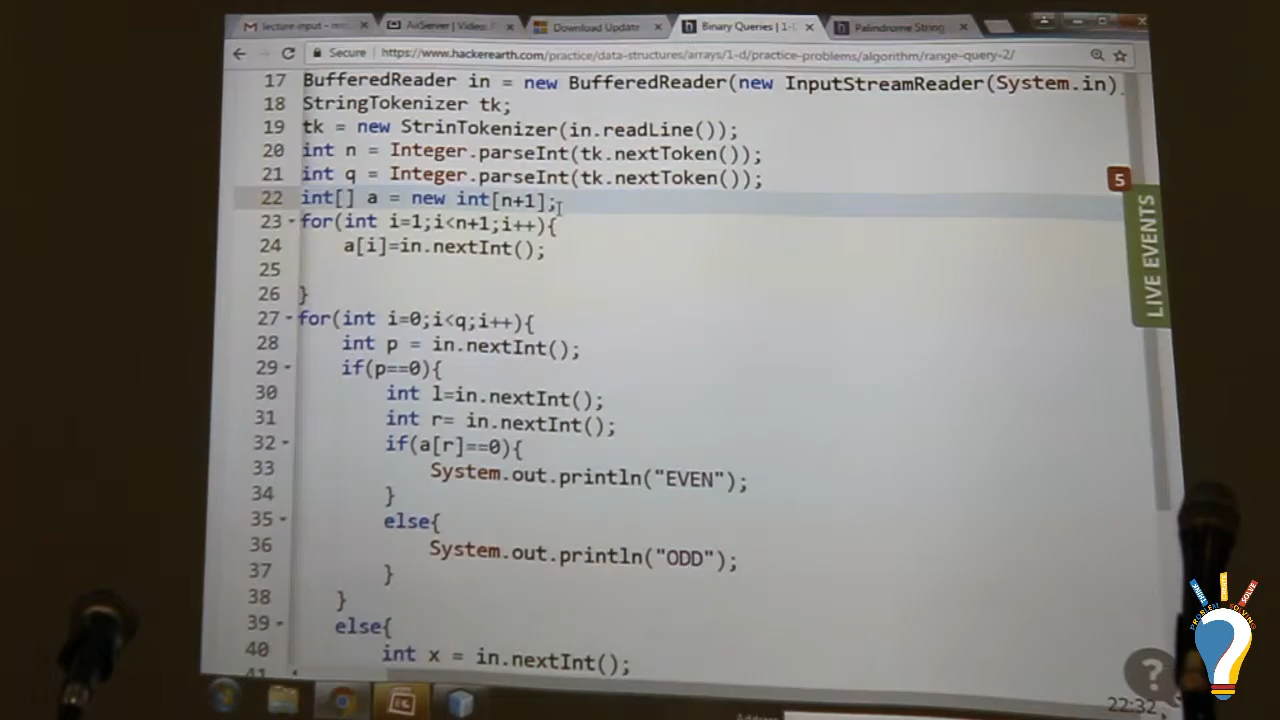 lecture input -
AirServer | Video:
Download Updatr
Binary Queries | 1-
Palindrome String
Secure | https://www.hackerearth.com/practice/data-structures/arrays/1-d/practice-problems/algorithm/range-query-2/
17 BufferedReader in = new BufferedReader(new InputStreamReader(System.in)
18 StringTokenizer tk;
19 tk = new StrinTokenizer(in.readLine());
20 int n = Integer.parseInt(tk.nextToken());
21 int q = Integer.parseInt(tk.nextToken());
22 int[] a = new int[n+1];
23 for(int i=1;i<n+1;i++){
24 a[i]=in.nextInt();
25
26 }
27 for(int i=0;i<q;i++){
28 int p = in.nextInt();
29 if(p==0){
30 int l=in.nextInt();
31 int r= in.nextInt();
32 if(a[r]==0){
33 System.out.println("EVEN");
34 }
35 else{
36 System.out.println("ODD");
37 }
38 }
39 else{
40 int x = in.nextInt();
41
5
LIVE EVENTS
?
22:32
PROBLEM SOLVING
THINK
SOLVE